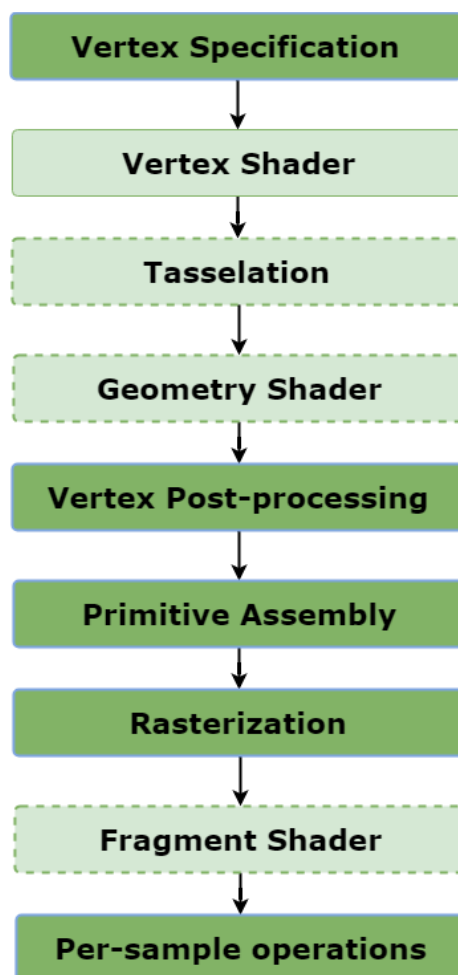 Vertex Specification
Vertex Shader
Tasselation
Geometry Shader
Vertex Post-processing
Primitive Assembly
Rasterization
Fragment Shader
Per-sample operations